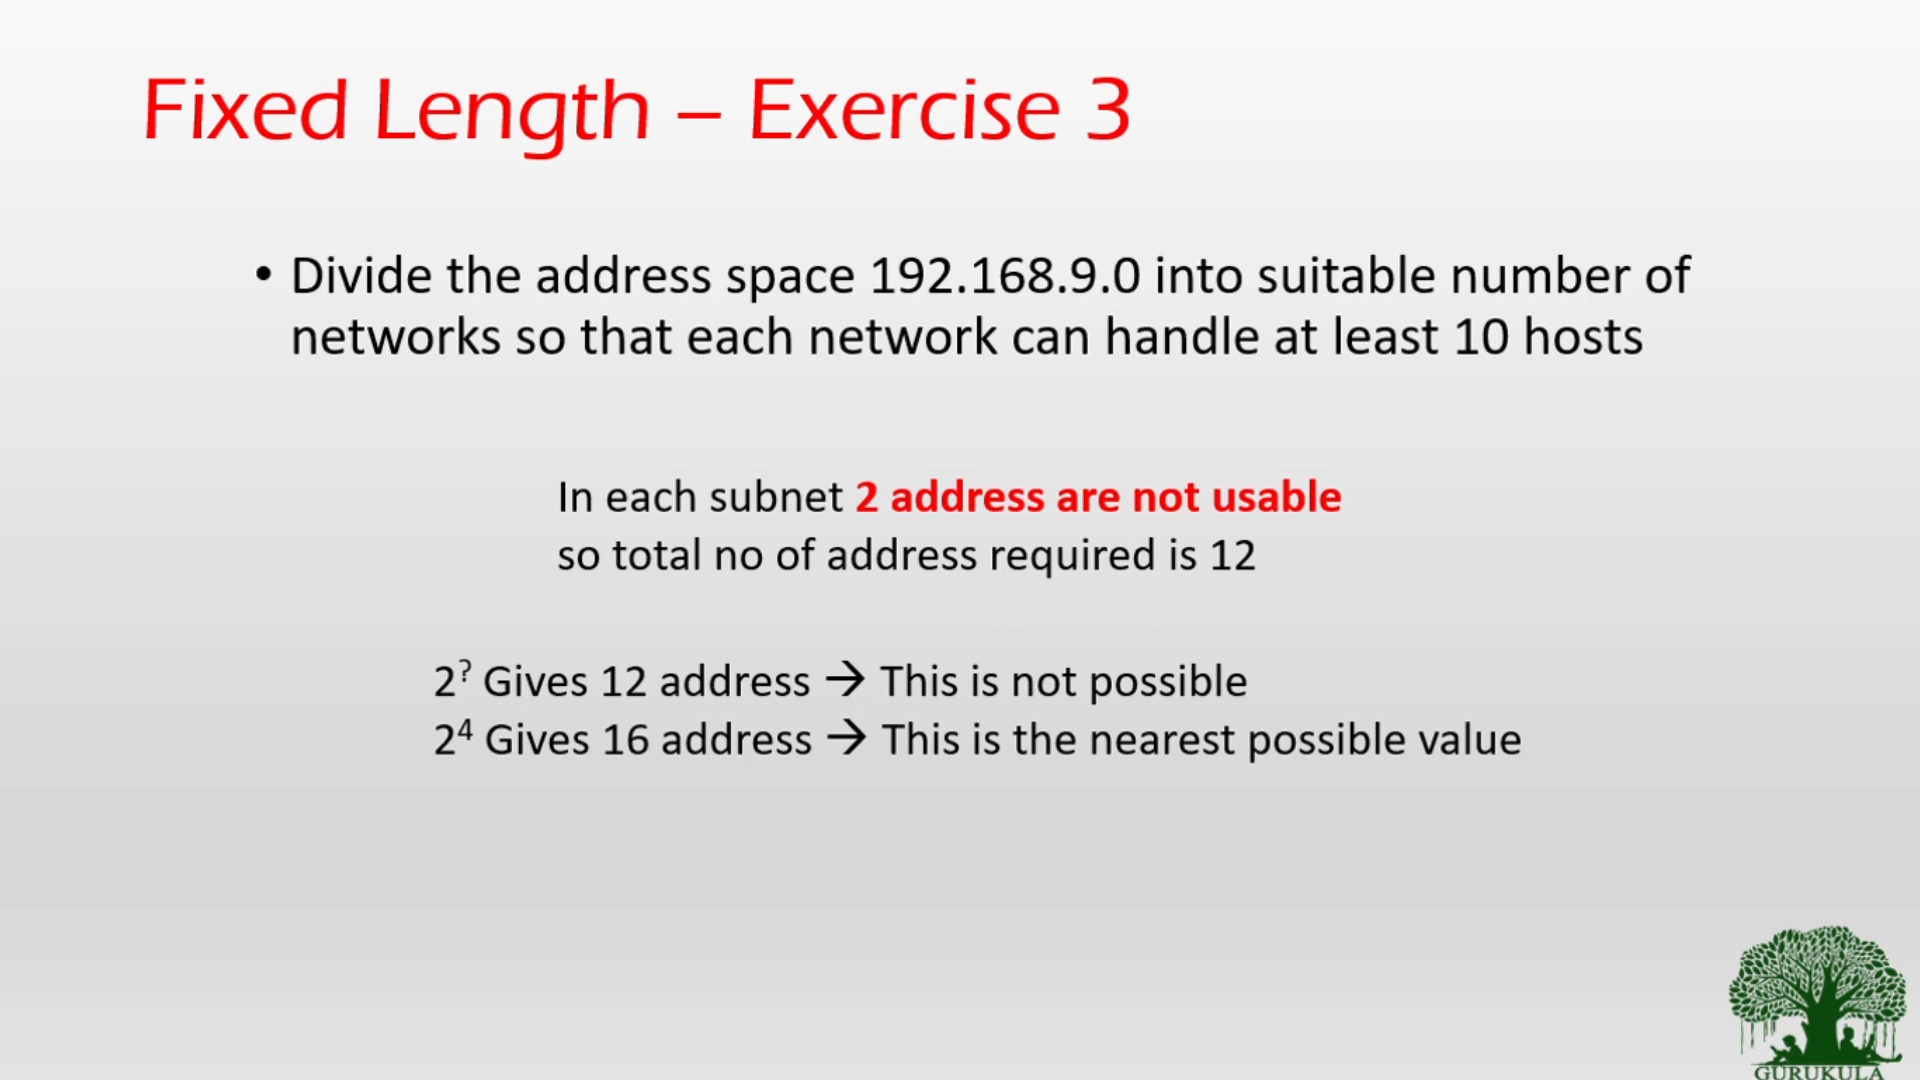 Fixed Length – Exercise 3
• Divide the address space 192.168.9.0 into suitable number of
networks so that each network can handle at least 10 hosts
In each subnet 2 address are not usable
so total no of address required is 12
2? Gives 12 address → This is not possible
2⁴ Gives 16 address → This is the nearest possible value
GURUKULA